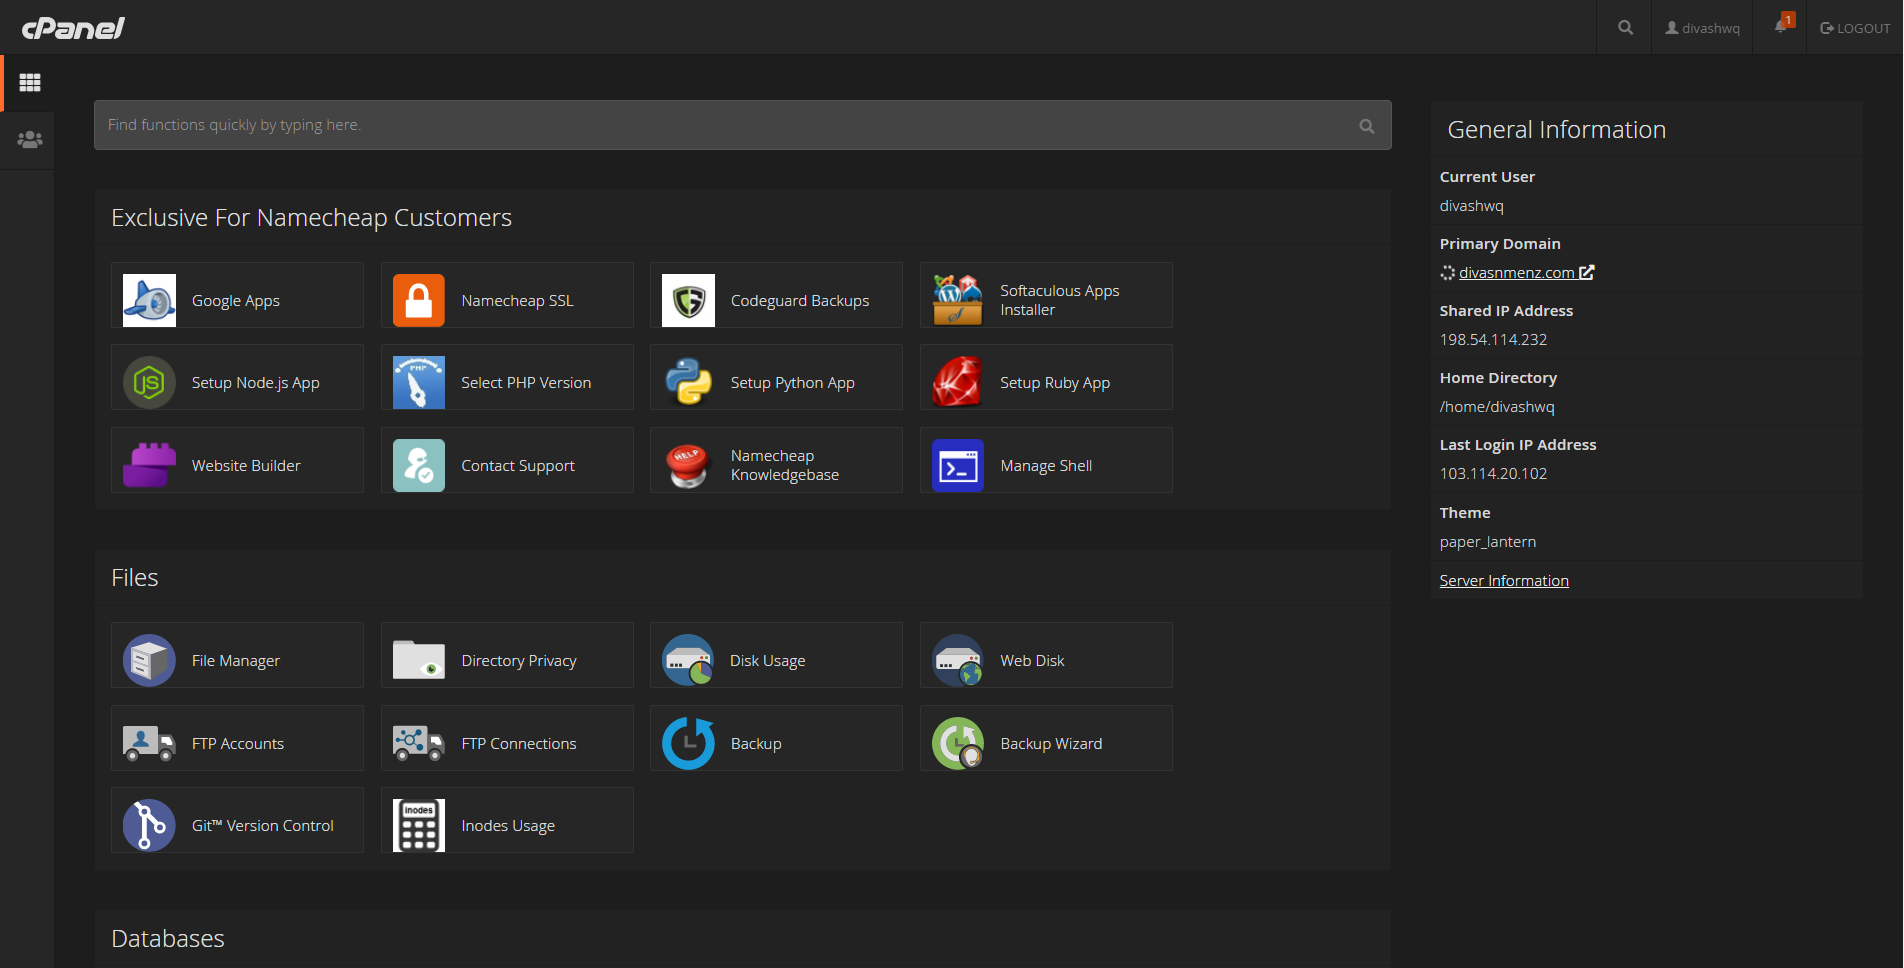 cPanel
divashwq
1
LOGOUT
Find functions quickly by typing here.
Exclusive For Namecheap Customers
Google Apps
Namecheap SSL
Codeguard Backups
Softaculous Apps
Installer
Setup Node.js App
Select PHP Version
Setup Python App
Setup Ruby App
Website Builder
Contact Support
Namecheap
Knowledgebase
Manage Shell
JS
PHP
HELP
Files
File Manager
Directory Privacy
Disk Usage
Web Disk
FTP Accounts
FTP Connections
Backup
Backup Wizard
Git™ Version Control
inodes
Inodes Usage
Databases
General Information
Current User
divashwq
Primary Domain
divasnmenz.com
Shared IP Address
198.54.114.232
Home Directory
/home/divashwq
Last Login IP Address
103.114.20.102
Theme
paper_lantern
Server Information